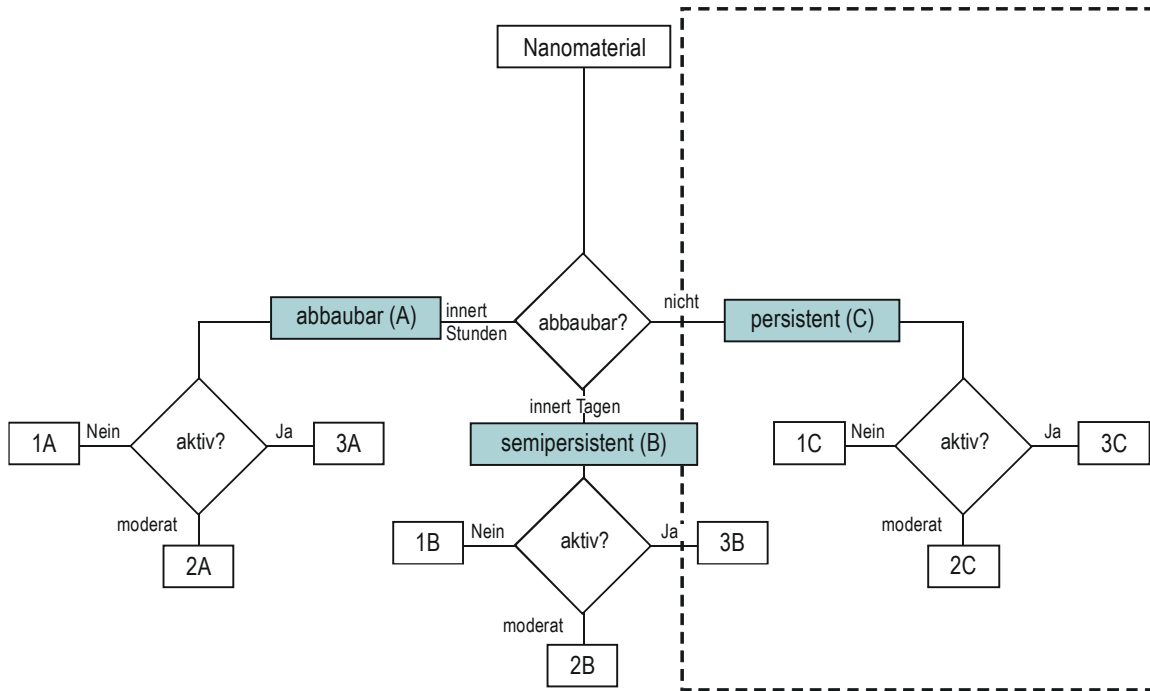 Nanomaterial
abbaubar (A)
innert
Stunden
abbaubar?
nicht
persistent (C)
innert Tagen
semipersistent (B)
1A
Nein
aktiv?
Ja
3A
moderat
2A
1B
Nein
aktiv?
Ja
3B
moderat
2B
1C
Nein
aktiv?
Ja
3C
moderat
2C